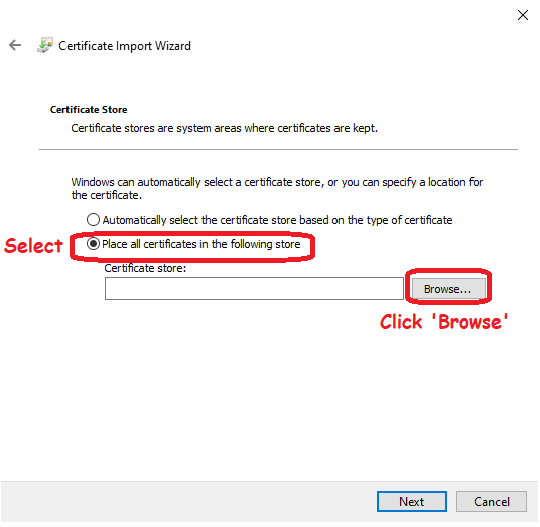 Certificate Import Wizard
Certificate Store
Certificate stores are system areas where certificates are kept.
Windows can automatically select a certificate store, or you can specify a location for
the certificate.
Automatically select the certificate store based on the type of certificate
Select
Place all certificates in the following store
Certificate store:
Browse...
Click 'Browse'
Next
Cancel